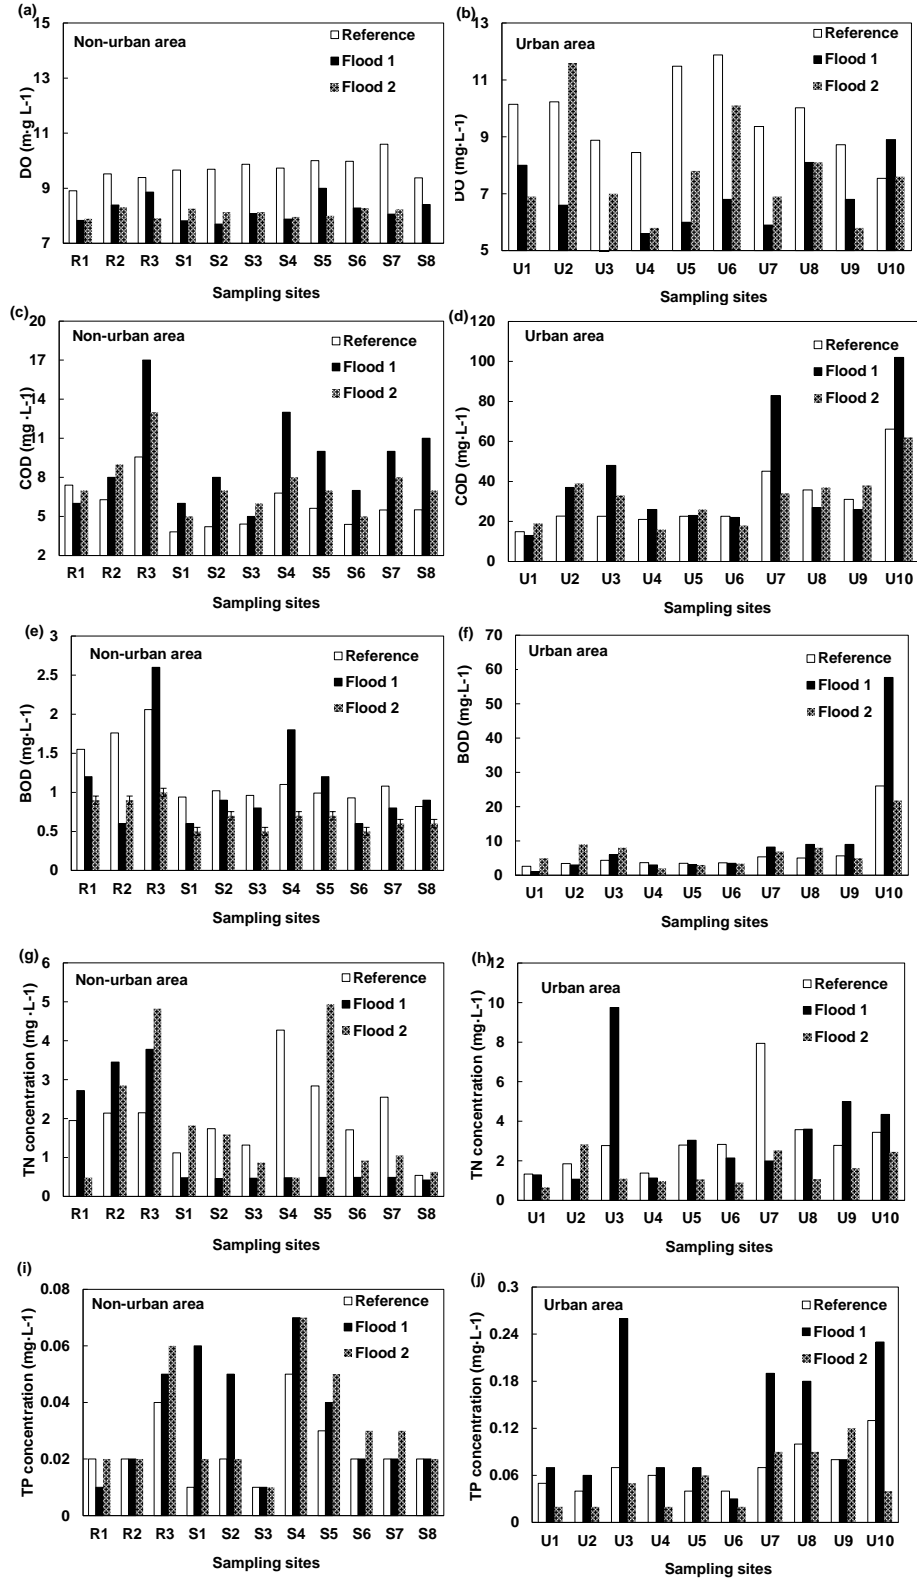 (a)
15
13
11
9
7
DO (m·g L-1)
Non-urban area
Reference
Flood 1
Flood 2
R1 R2 R3 S1 S2 S3 S4 S5 S6 S7 S8
Sampling sites
(b)
13
11
9
7
5
DO (mg·L-1)
Urban area
Reference
Flood 1
Flood 2
U1 U2 U3 U4 U5 U6 U7 U8 U9 U10
Sampling sites
(c)
20
17
14
11
8
5
2
COD (mg ·L-1)
Non-urban area
Reference
Flood 1
Flood 2
R1 R2 R3 S1 S2 S3 S4 S5 S6 S7 S8
Sampling sites
(d)
120
100
80
60
40
20
0
COD (mg·L-1)
Urban area
Reference
Flood 1
Flood 2
U1 U2 U3 U4 U5 U6 U7 U8 U9 U10
Sampling sites
(e)
3
2.5
2
1.5
1
0.5
0
BOD (mg·L-1)
Non-urban area
Reference
Flood 1
Flood 2
R1 R2 R3 S1 S2 S3 S4 S5 S6 S7 S8
Sampling sites
(f)
70
60
50
40
30
20
10
0
BOD (mg·L-1)
Urban area
Reference
Flood 1
Flood 2
U1 U2 U3 U4 U5 U6 U7 U8 U9 U10
Sampling sites
(g)
6
5
4
3
2
1
0
TN concentration (mg ·L-1)
Non-urban area
Reference
Flood 1
Flood 2
R1 R2 R3 S1 S2 S3 S4 S5 S6 S7 S8
Sampling sites
(h)
12
10
8
6
4
2
0
TN concentration (mg·L-1)
Urban area
Reference
Flood 1
Flood 2
U1 U2 U3 U4 U5 U6 U7 U8 U9 U10
Sampling sites
(i)
0.08
0.06
0.04
0.02
0
TP concentration (mg·L-1)
Non-urban area
Reference
Flood 1
Flood 2
R1 R2 R3 S1 S2 S3 S4 S5 S6 S7 S8
Sampling sites
(j)
0.3
0.24
0.18
0.12
0.06
0
TP concentration (mg·L-1)
Urban area
Reference
Flood 1
Flood 2
U1 U2 U3 U4 U5 U6 U7 U8 U9 U10
Sampling sites